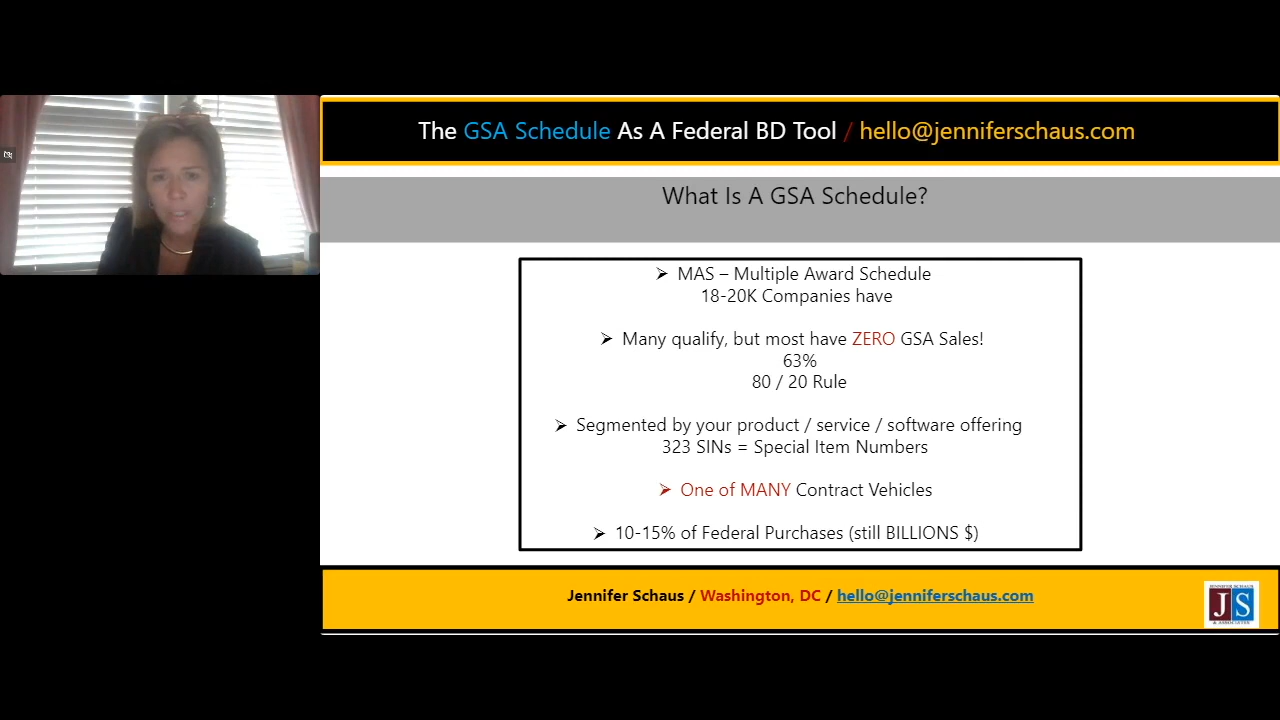 The GSA Schedule As A Federal BD Tool / hello@jenniferschaus.com
What Is A GSA Schedule?
➢ MAS – Multiple Award Schedule
18-20K Companies have
➢ Many qualify, but most have ZERO GSA Sales!
63%
80 / 20 Rule
➢ Segmented by your product / service / software offering
323 SINs = Special Item Numbers
➢ One of MANY Contract Vehicles
➢ 10-15% of Federal Purchases (still BILLIONS $)
Jennifer Schaus / Washington, DC / hello@jenniferschaus.com
JENNIFER SCHAUS
JS
& ASSOCIATES